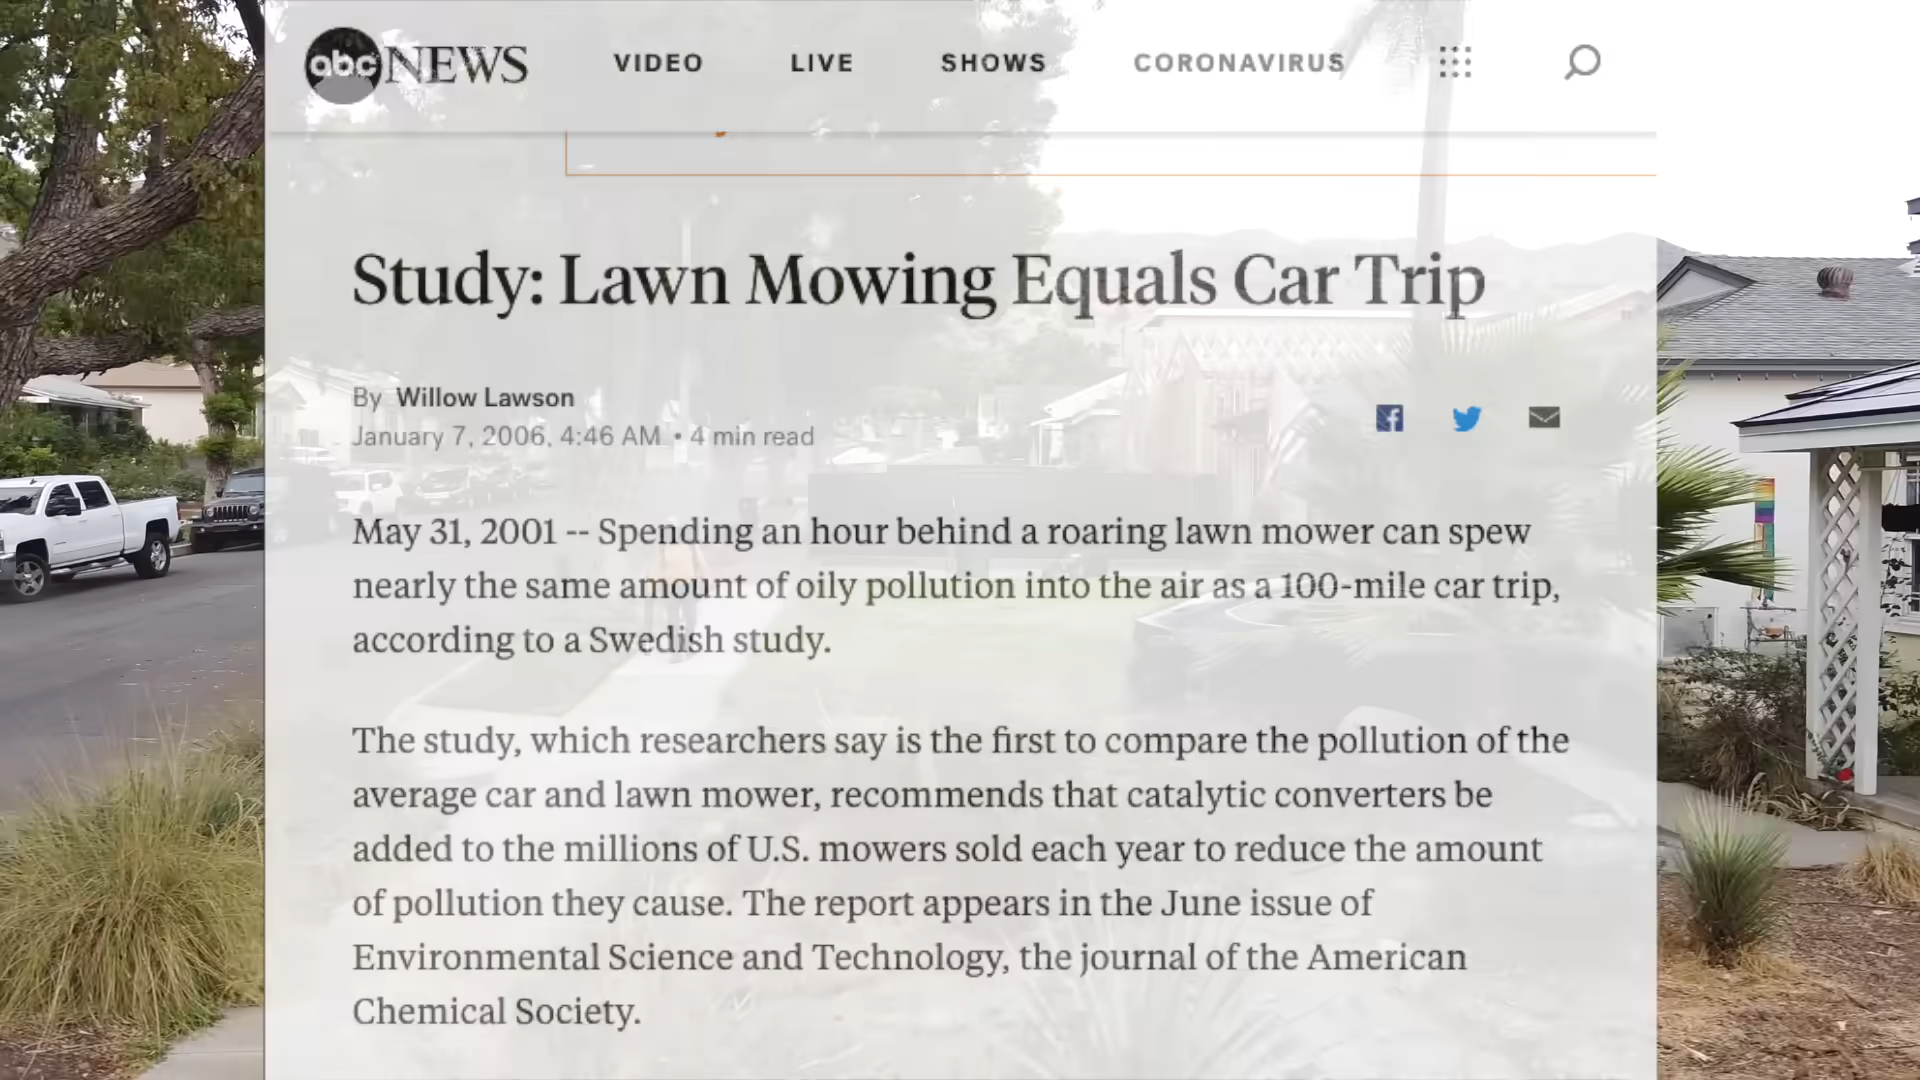 abc NEWS VIDEO LIVE SHOWS CORONAVIRUS
Study: Lawn Mowing Equals Car Trip
By Willow Lawson
January 7, 2006, 4:46 AM • 4 min read
May 31, 2001 -- Spending an hour behind a roaring lawn mower can spew
nearly the same amount of oily pollution into the air as a 100-mile car trip,
according to a Swedish study.
The study, which researchers say is the first to compare the pollution of the
average car and lawn mower, recommends that catalytic converters be
added to the millions of U.S. mowers sold each year to reduce the amount
of pollution they cause. The report appears in the June issue of
Environmental Science and Technology, the journal of the American
Chemical Society.